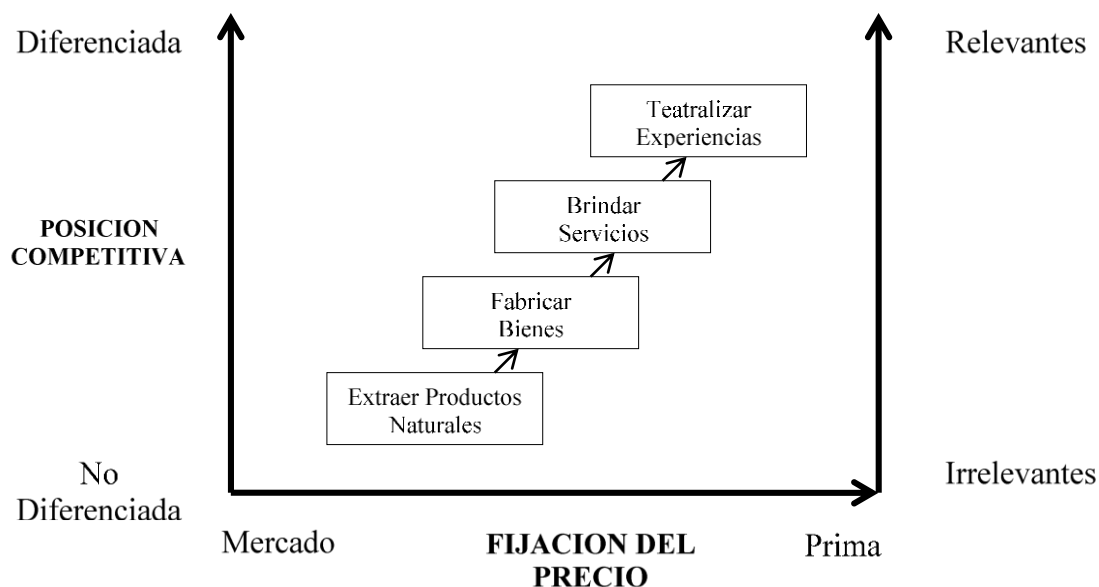 Diferenciada
Relevantes
Teatralizar
Experiencias
POSICION
COMPETITIVA
Brindar
Servicios
Fabricar
Bienes
Extraer Productos
Naturales
No
Diferenciada
Irrelevantes
Mercado
FIJACION DEL
PRECIO
Prima